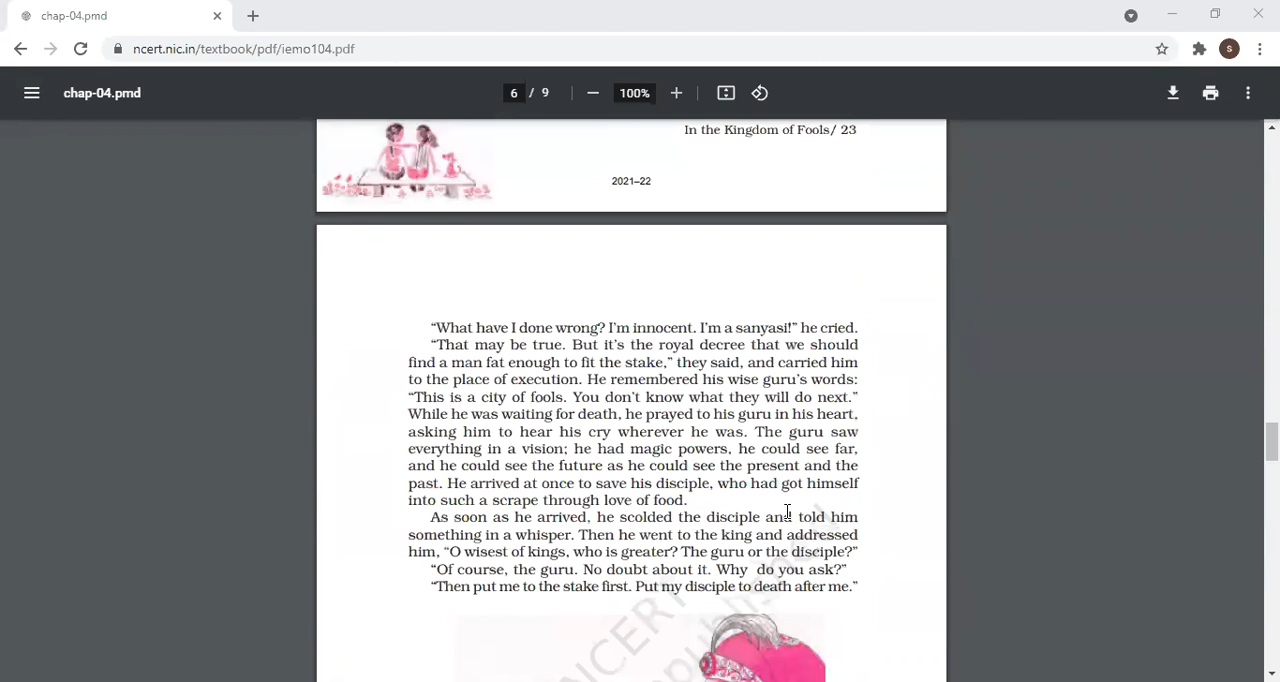 chap-04.pmd
ncert.nic.in/textbook/pdf/iemo104.pdf
S
chap-04.pmd
6 / 9
100%
In the Kingdom of Fools/ 23
2021–22
“What have I done wrong? I'm innocent. I'm a sanyasi!” he cried.
“That may be true. But it's the royal decree that we should
find a man fat enough to fit the stake,” they said, and carried him
to the place of execution. He remembered his wise guru's words:
“This is a city of fools. You don't know what they will do next.”
While he was waiting for death, he prayed to his guru in his heart,
asking him to hear his cry wherever he was. The guru saw
everything in a vision; he had magic powers, he could see far,
and he could see the future as he could see the present and the
past. He arrived at once to save his disciple, who had got himself
into such a scrape through love of food.
As soon as he arrived, he scolded the disciple and told him
something in a whisper. Then he went to the king and addressed
him, “O wisest of kings, who is greater? The guru or the disciple?”
“Of course, the guru. No doubt about it. Why do you ask?”
“Then put me to the stake first. Put my disciple to death after me.”
NCERT